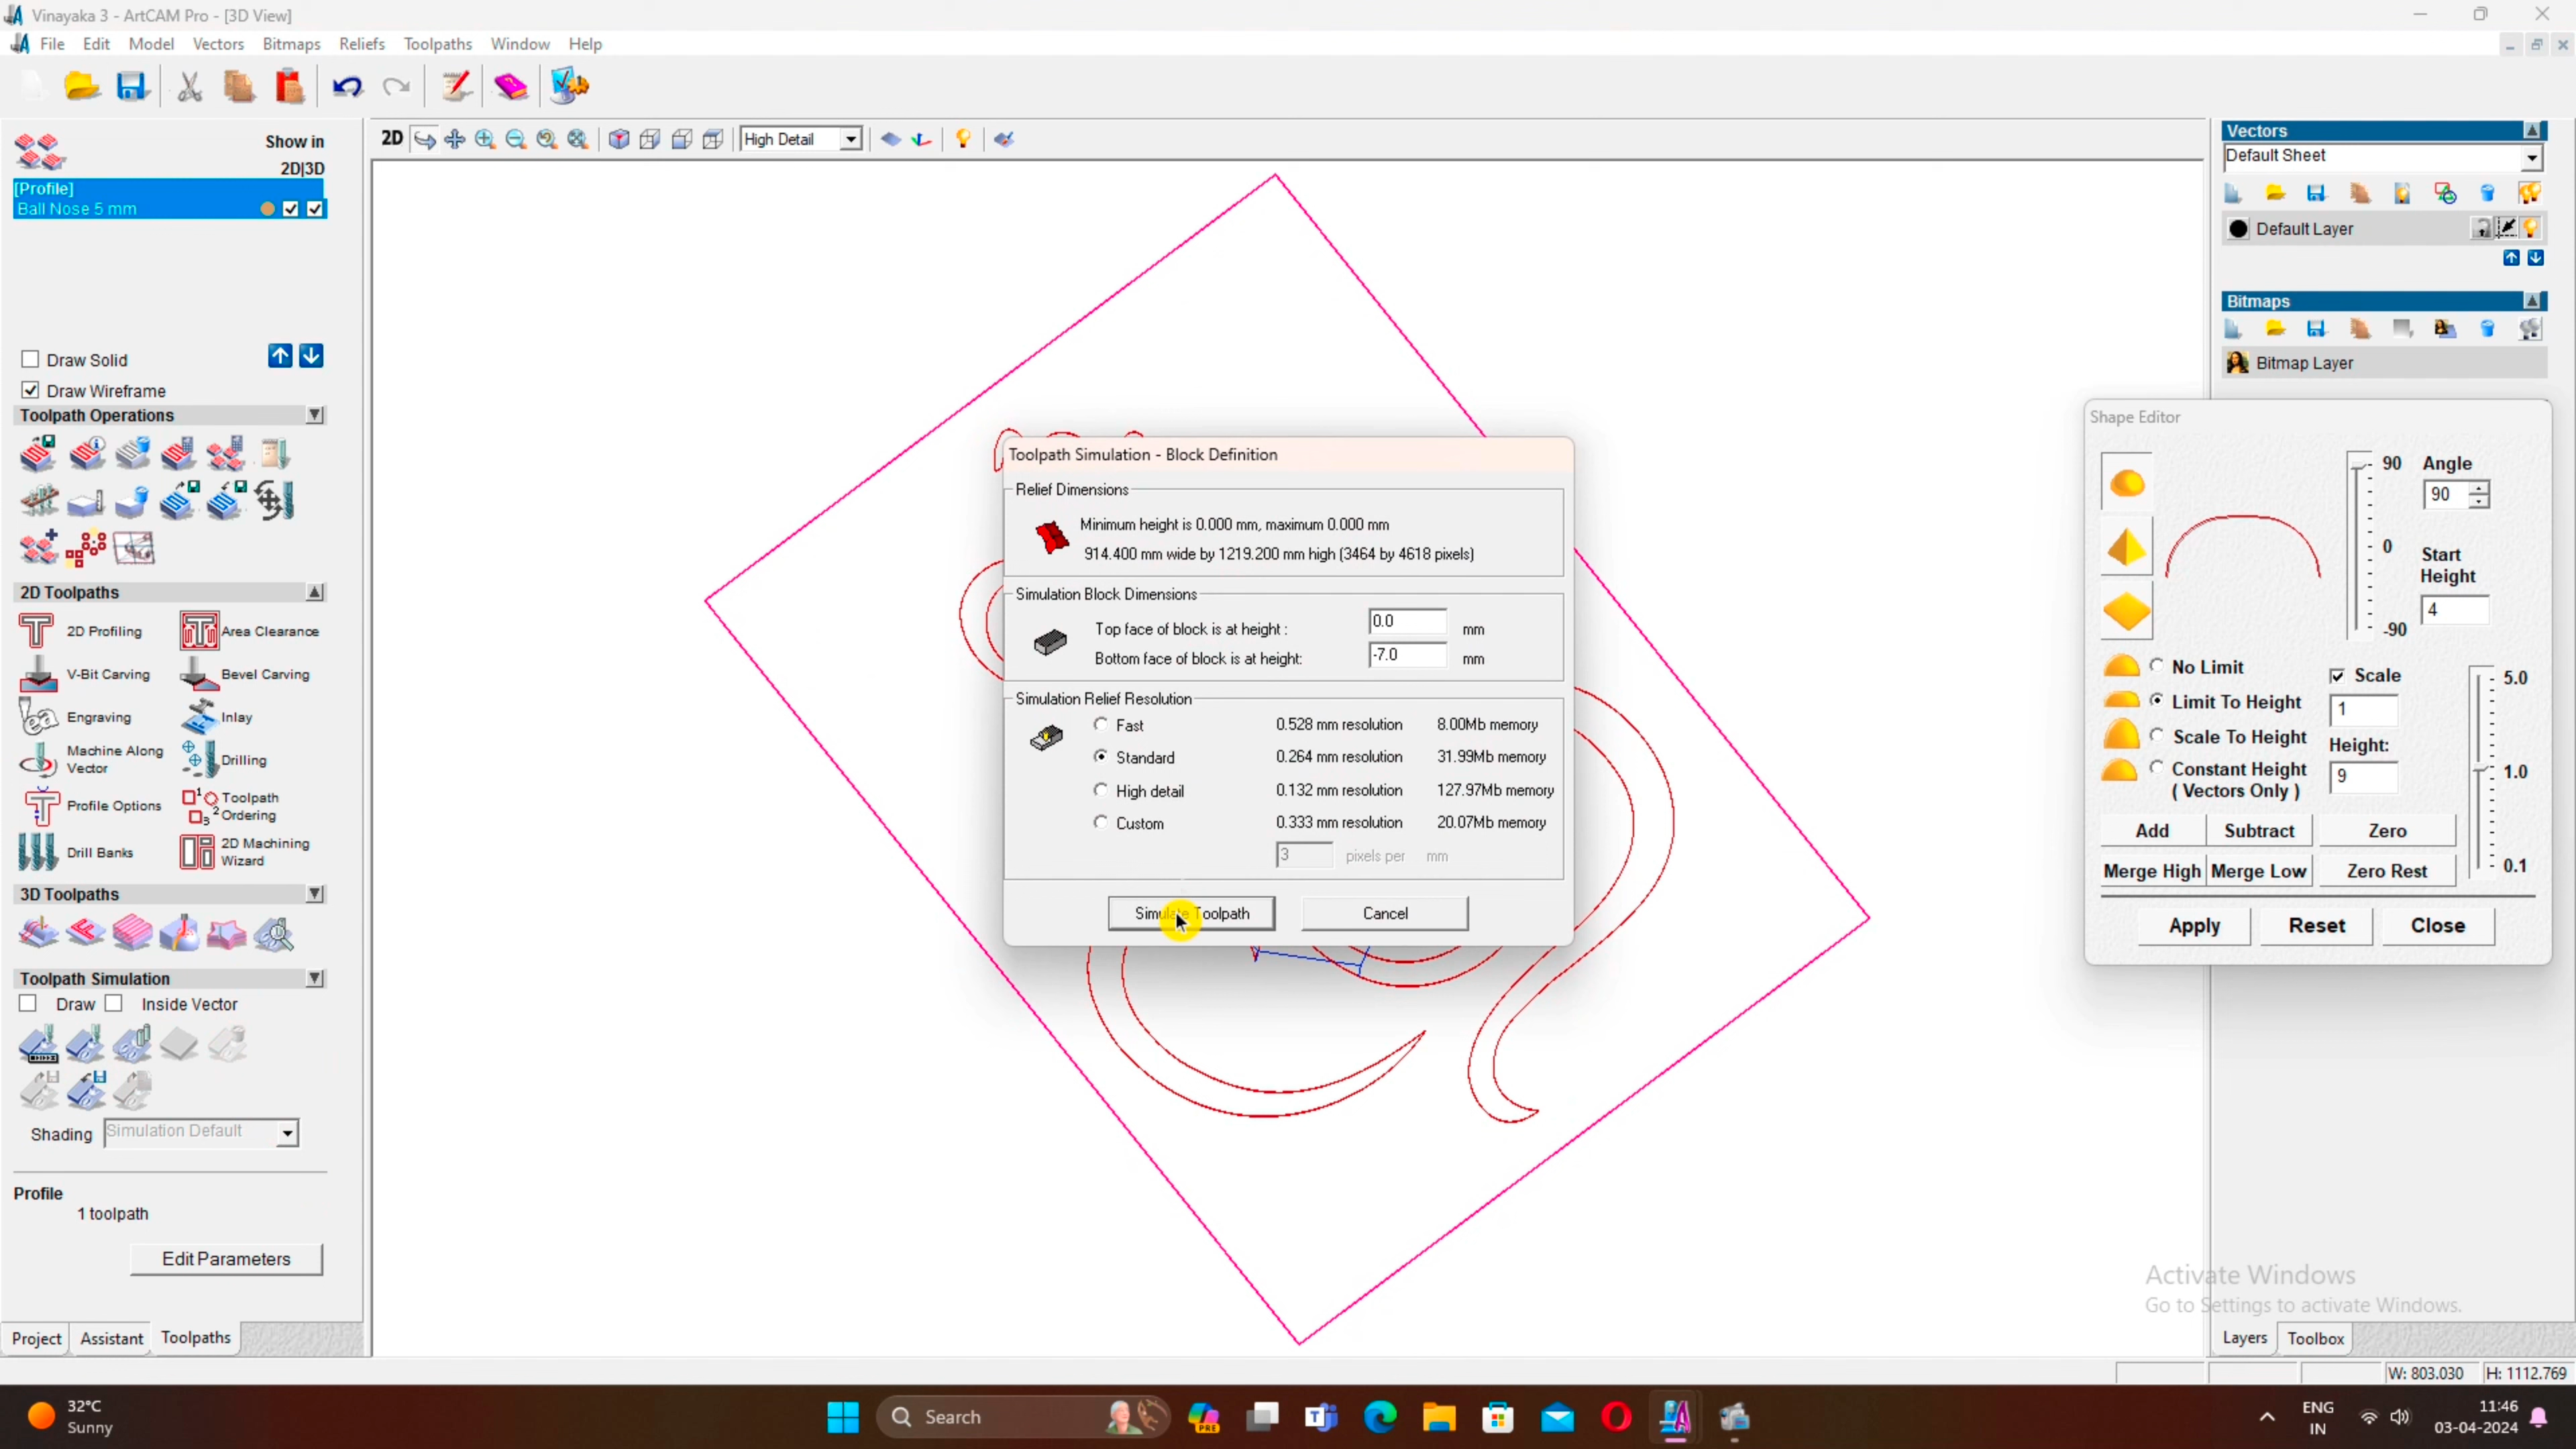 Vinayaka 3 - ArtCAM Pro - [3D View]
File Edit Model Vectors Bitmaps Reliefs Toolpaths Window Help
Show in
2D|3D
[Profile]
Ball Nose 5 mm
Draw Solid
Draw Wireframe
Toolpath Operations
2D Toolpaths
2D Profiling
Area Clearance
V-Bit Carving
Bevel Carving
Engraving
Inlay
Machine Along
Vector
Drilling
Profile Options
Toolpath
Ordering
Drill Banks
2D Machining
Wizard
3D Toolpaths
Toolpath Simulation
Draw Inside Vector
Shading Simulation Default
Profile
1 toolpath
Edit Parameters
Project Assistant Toolpaths
2D High Detail
Toolpath Simulation - Block Definition
Relief Dimensions
Minimum height is 0.000 mm, maximum 0.000 mm
914.400 mm wide by 1219.200 mm high (3464 by 4618 pixels)
Simulation Block Dimensions
Top face of block is at height : 0.0 mm
Bottom face of block is at height: -7.0 mm
Simulation Relief Resolution
Fast 0.528 mm resolution 8.00Mb memory
Standard 0.264 mm resolution 31.99Mb memory
High detail 0.132 mm resolution 127.97Mb memory
Custom 0.333 mm resolution 20.07Mb memory
3 pixels per mm
Simulate Toolpath Cancel
Vectors
Default Sheet
Default Layer
Bitmaps
Bitmap Layer
Shape Editor
90 Angle
90
0 Start
Height
4
-90
No Limit
Scale 5.0
Limit To Height 1
Scale To Height Height:
Constant Height 9 1.0
( Vectors Only )
Add Subtract Zero
Merge High Merge Low Zero Rest 0.1
Apply Reset Close
Activate Windows
Go to Settings to activate Windows.
Layers Toolbox
W: 803.030 H: 1112.769
32°C
Sunny
Search
PRE
ENG
IN
11:46
03-04-2024